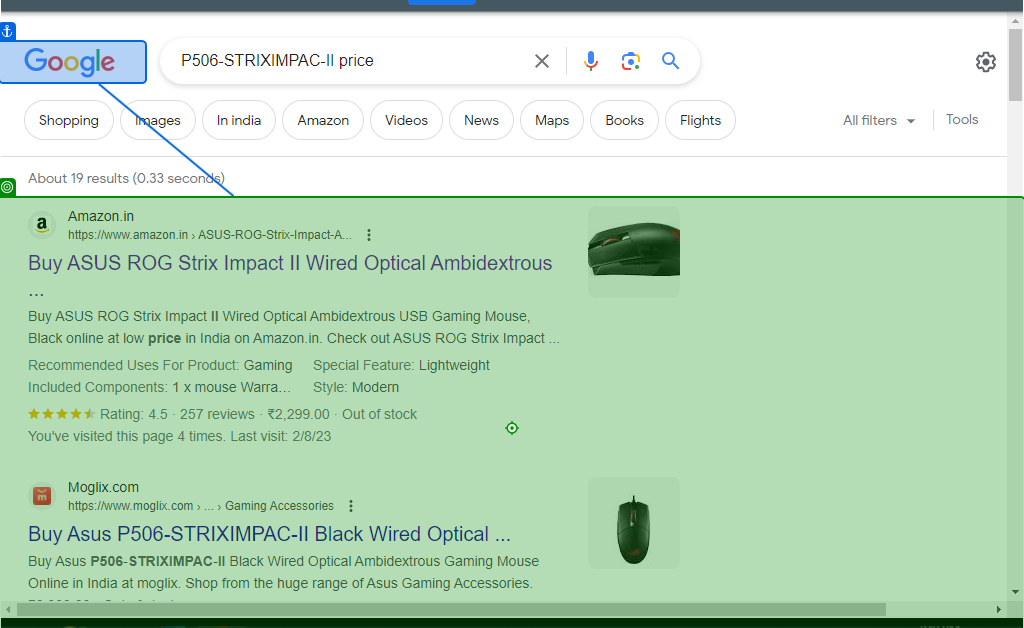 Google
P506-STRIXIMPAC-II price
Shopping
Images
In india
Amazon
Videos
News
Maps
Books
Flights
All filters
Tools
About 19 results (0.33 seconds)
a
Amazon.in
https://www.amazon.in › ASUS-ROG-Strix-Impact-A...
Buy ASUS ROG Strix Impact II Wired Optical Ambidextrous
...
Buy ASUS ROG Strix Impact II Wired Optical Ambidextrous USB Gaming Mouse,
Black online at low price in India on Amazon.in. Check out ASUS ROG Strix Impact ...
Recommended Uses For Product: Gaming Special Feature: Lightweight
Included Components: 1 x mouse Warra... Style: Modern
Rating: 4.5 · 257 reviews · ₹2,299.00 · Out of stock
You've visited this page 4 times. Last visit: 2/8/23
m
Moglix.com
https://www.moglix.com › ... › Gaming Accessories
Buy Asus P506-STRIXIMPAC-II Black Wired Optical ...
Buy Asus P506-STRIXIMPAC-II Black Wired Optical Ambidextrous Gaming Mouse
Online in India at moglix. Shop from the huge range of Asus Gaming Accessories.